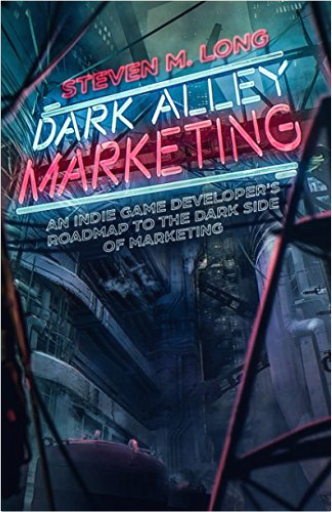 STEVEN M. LONG
DARK ALLEY
MARKETING
AN INDIE GAME DEVELOPER'S
ROADMAP TO THE DARK SIDE
OF MARKETING